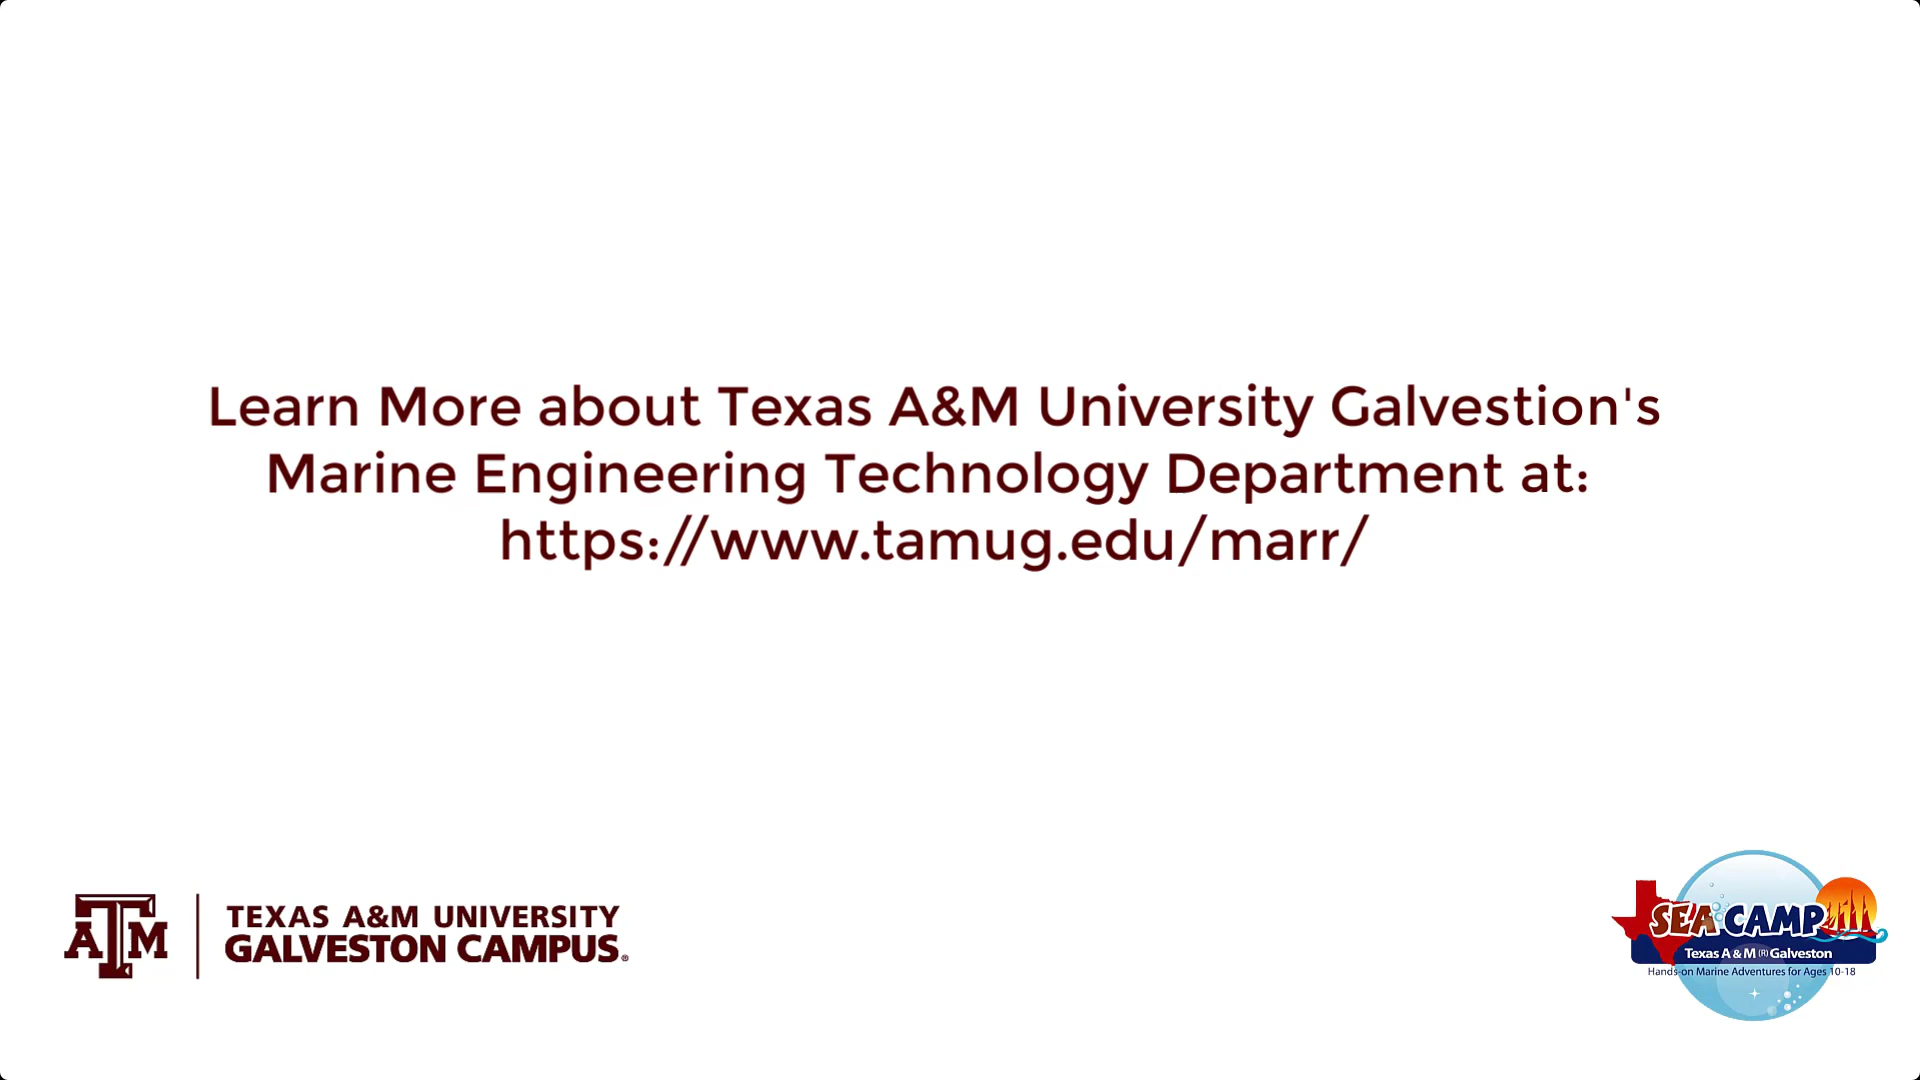 Learn More about Texas A&M University Galvestion's
Marine Engineering Technology Department at:
https://www.tamug.edu/marr/
ATM
TEXAS A&M UNIVERSITY
GALVESTON CAMPUS®
SEA CAMP
Texas A & M (R) Galveston
Hands-on Marine Adventures for Ages 10-18